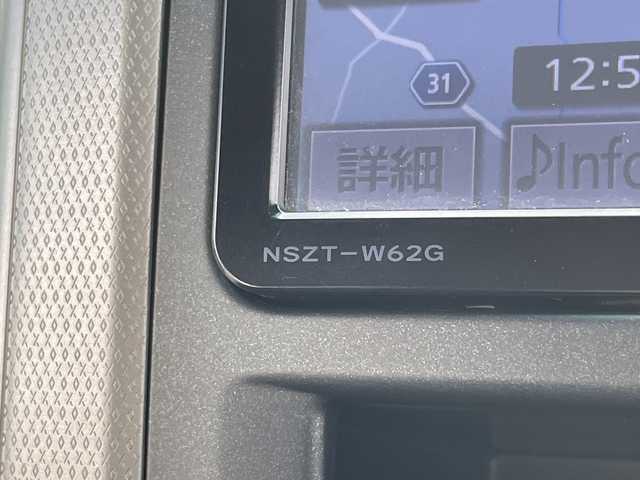 31
12:5
詳細
♪Info
NSZT-W62G